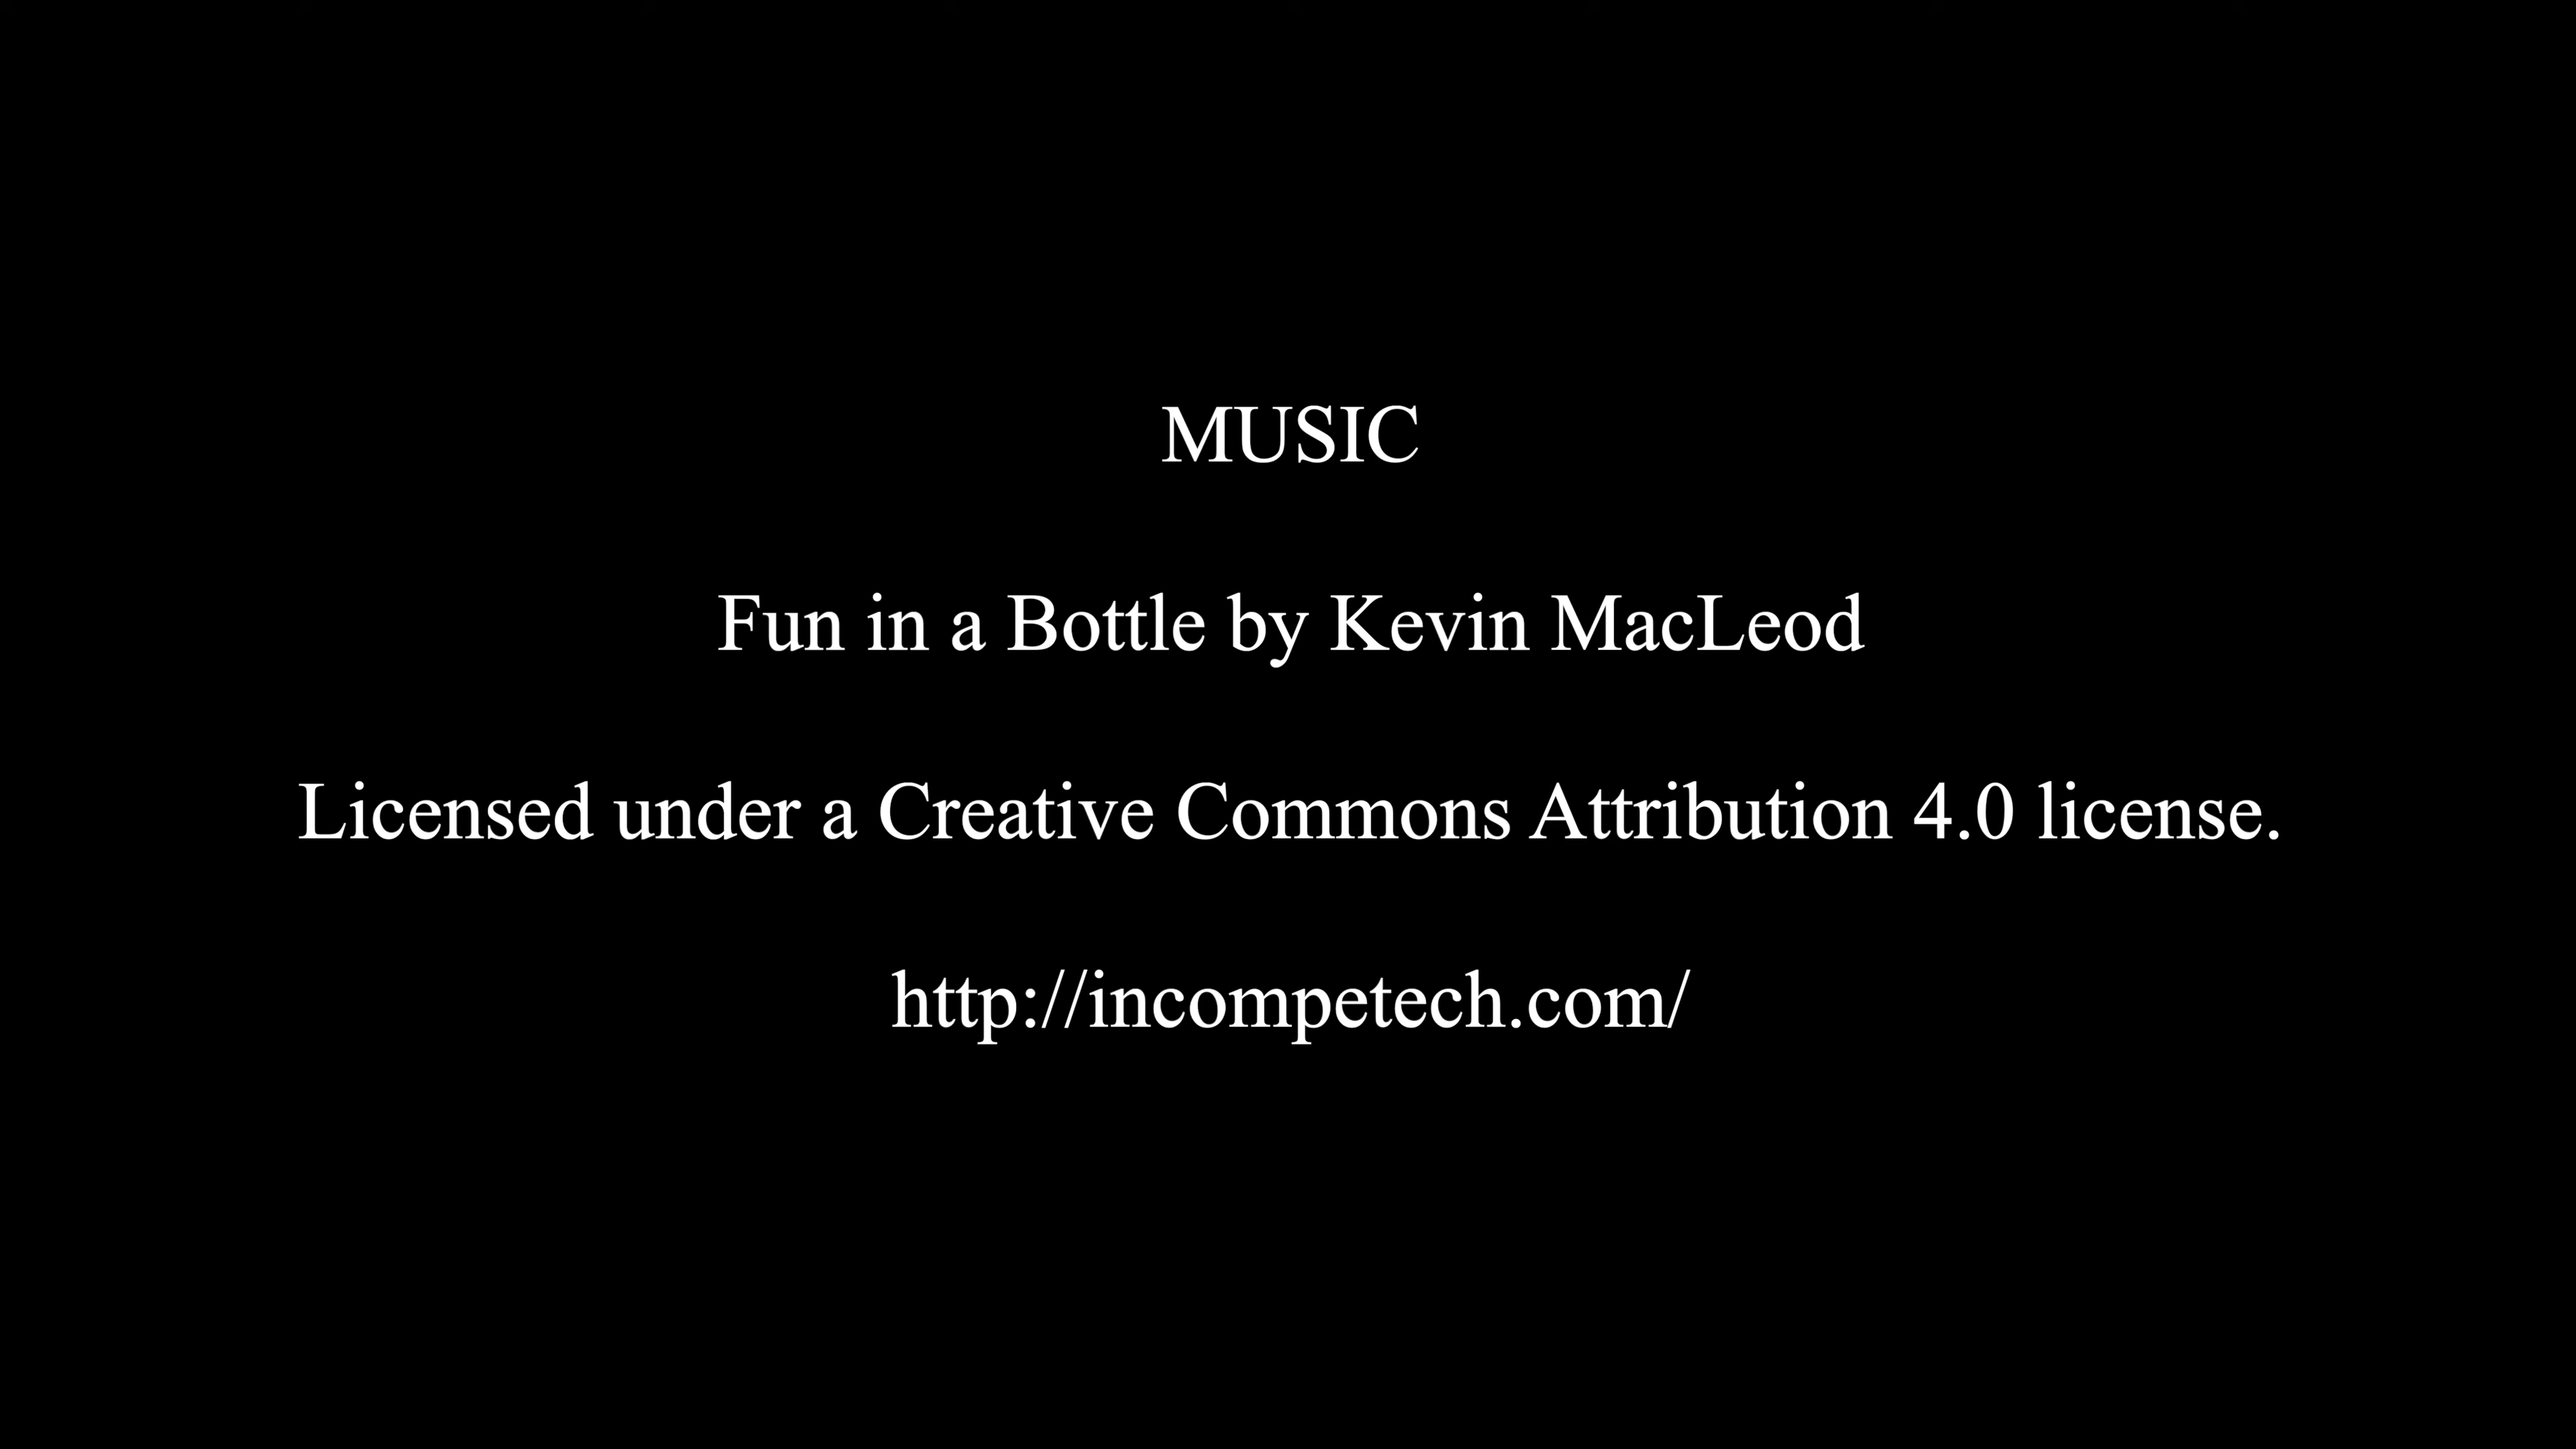 MUSIC
Fun in a Bottle by Kevin MacLeod
Licensed under a Creative Commons Attribution 4.0 license.
http://incompetech.com/